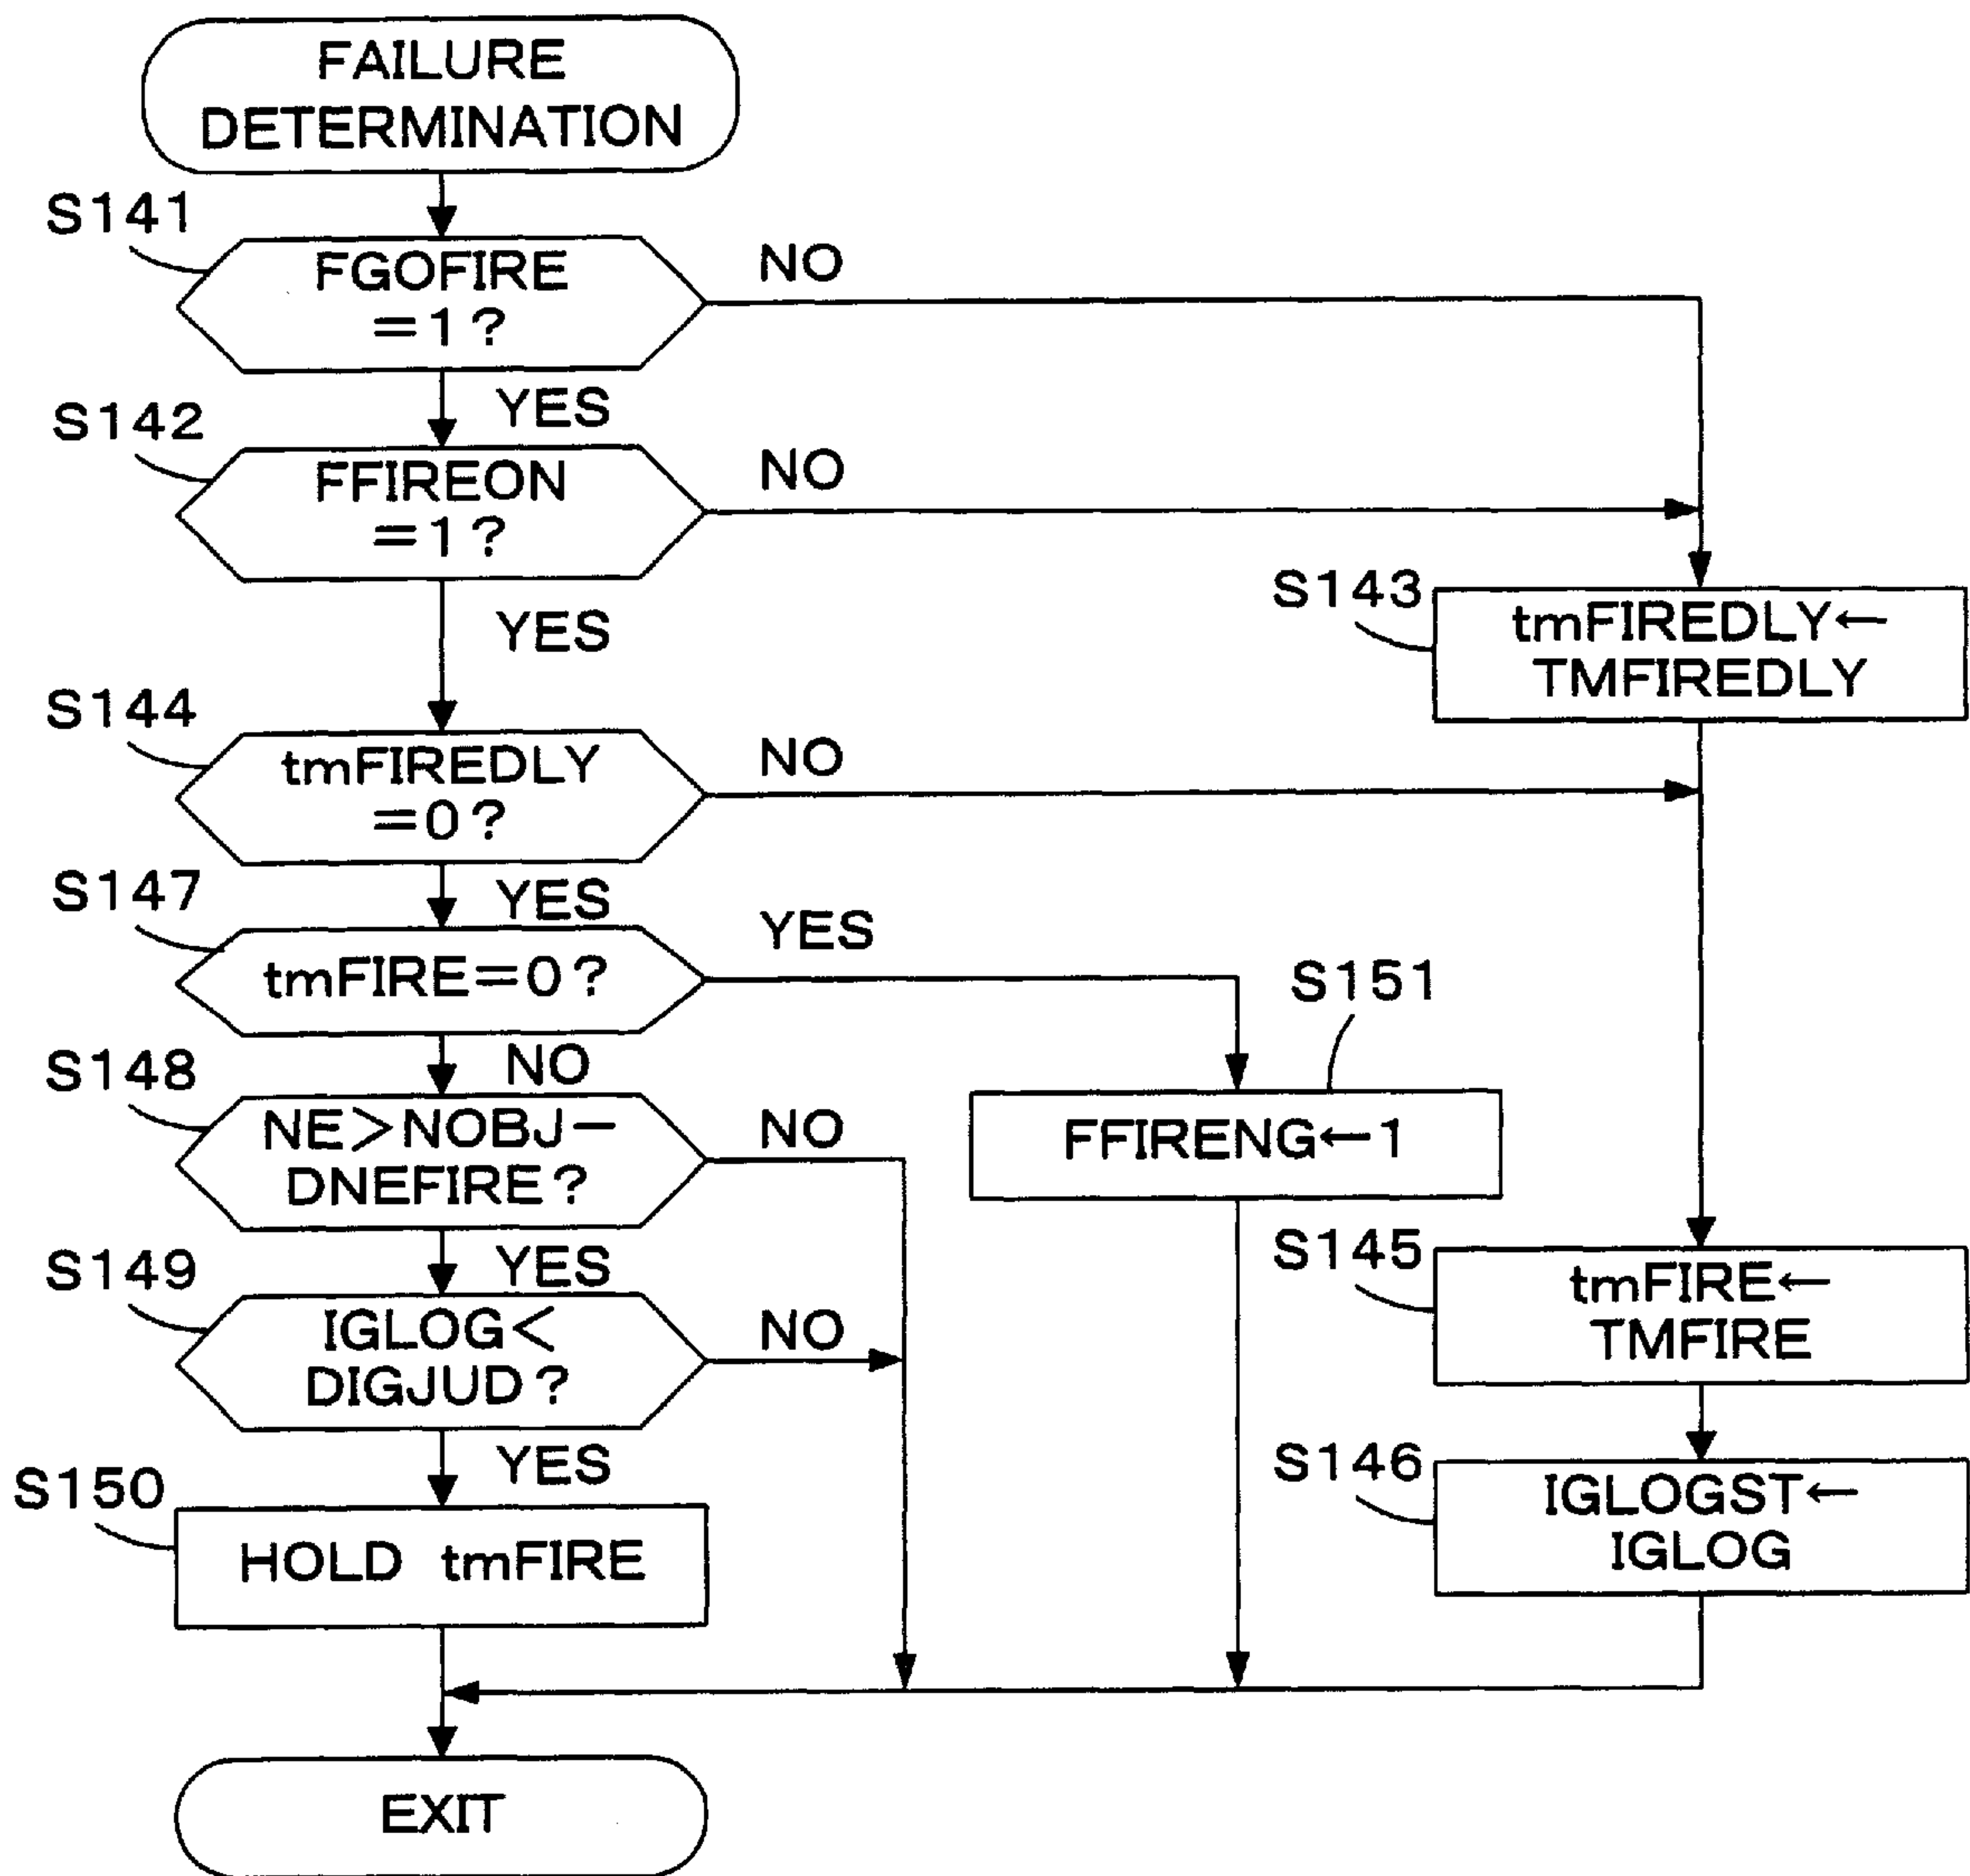 FAILURE
DETERMINATION
S141
FGOFIRE
=1?
NO
YES
S142
FFIREON
=1?
NO
YES
S143
tmFIREDLY←
TMFIREDLY
S144
tmFIREDLY
=0?
NO
YES
S147
tmFIRE=0?
YES
NO
S151
FFIRENG←1
S148
NE>NOBJ−
DNEFIRE?
NO
YES
S149
IGLOG<
DIGJUD?
NO
YES
S145
tmFIRE←
TMFIRE
S146
IGLOGST←
IGLOG
S150
HOLD tmFIRE
EXIT